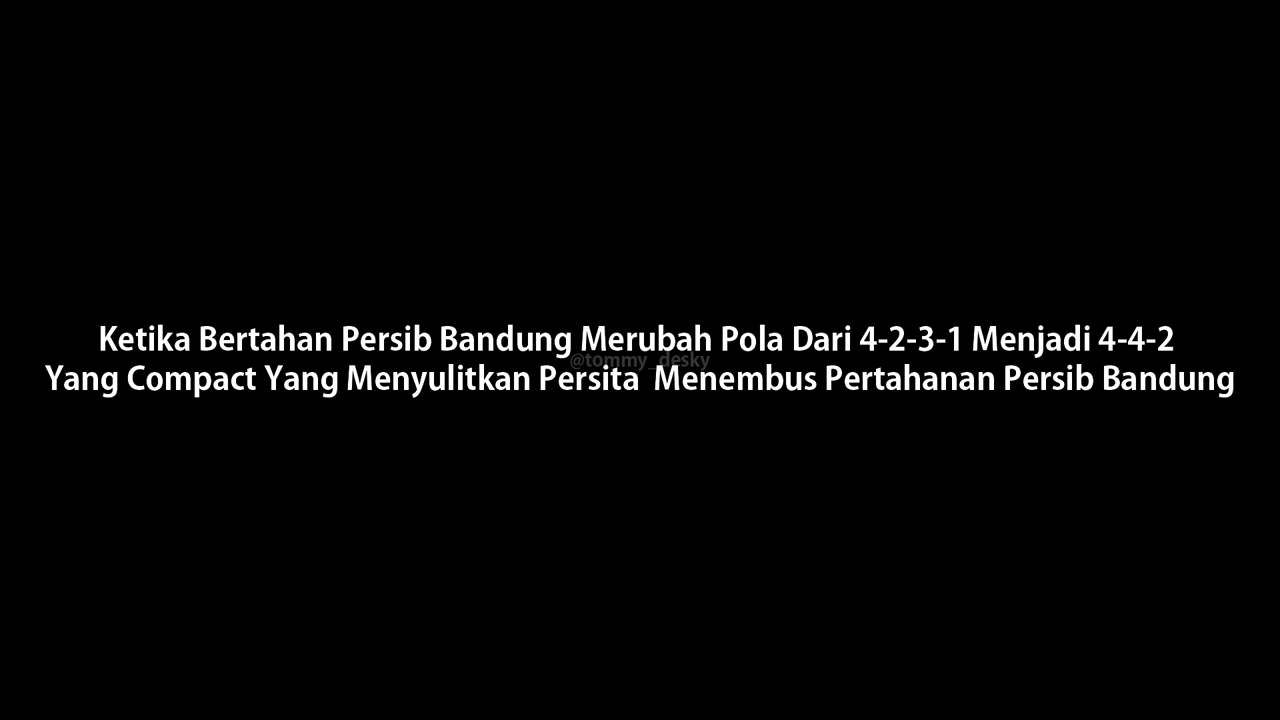 Ketika Bertahan Persib Bandung Merubah Pola Dari 4-2-3-1 Menjadi 4-4-2
@tommy_desky
Yang Compact Yang Menyulitkan Persita  Menembus Pertahanan Persib Bandung